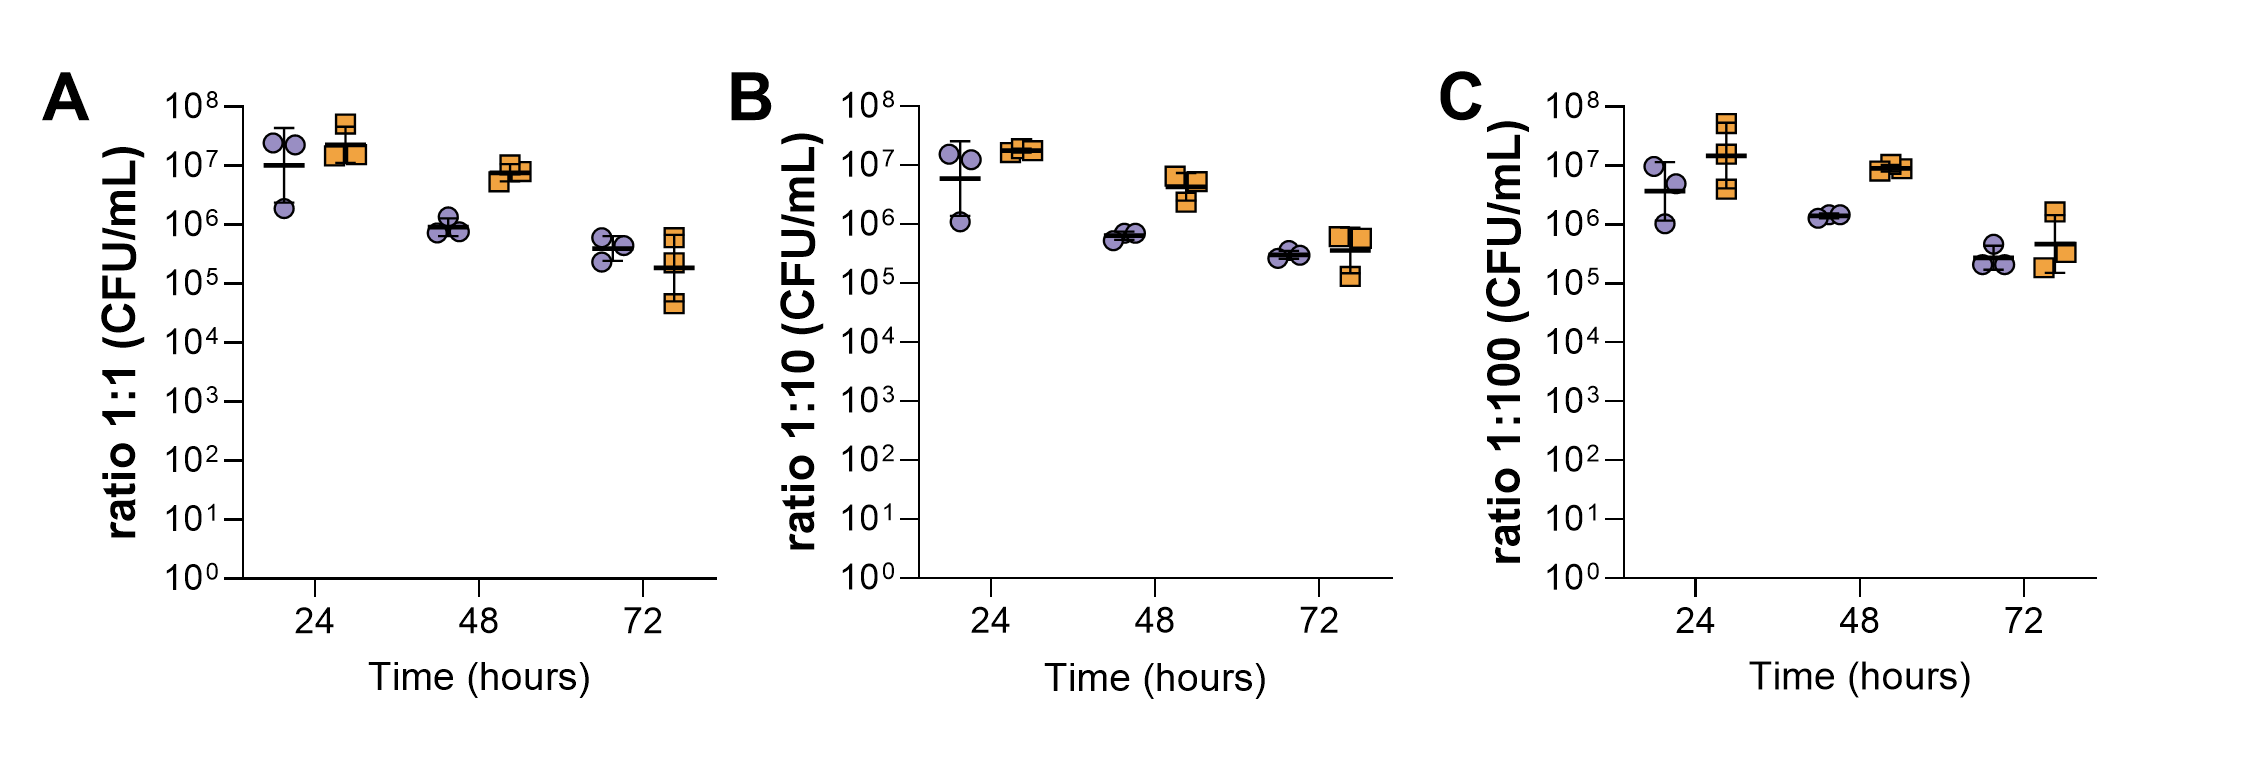 A
ratio 1:1 (CFU/mL)
10⁸
10⁷
10⁶
10⁵
10⁴
10³
10²
10¹
10⁰
24 48 72
Time (hours)
B
ratio 1:10 (CFU/mL)
10⁸
10⁷
10⁶
10⁵
10⁴
10³
10²
10¹
10⁰
24 48 72
Time (hours)
C
ratio 1:100 (CFU/mL)
10⁸
10⁷
10⁶
10⁵
10⁴
10³
10²
10¹
10⁰
24 48 72
Time (hours)